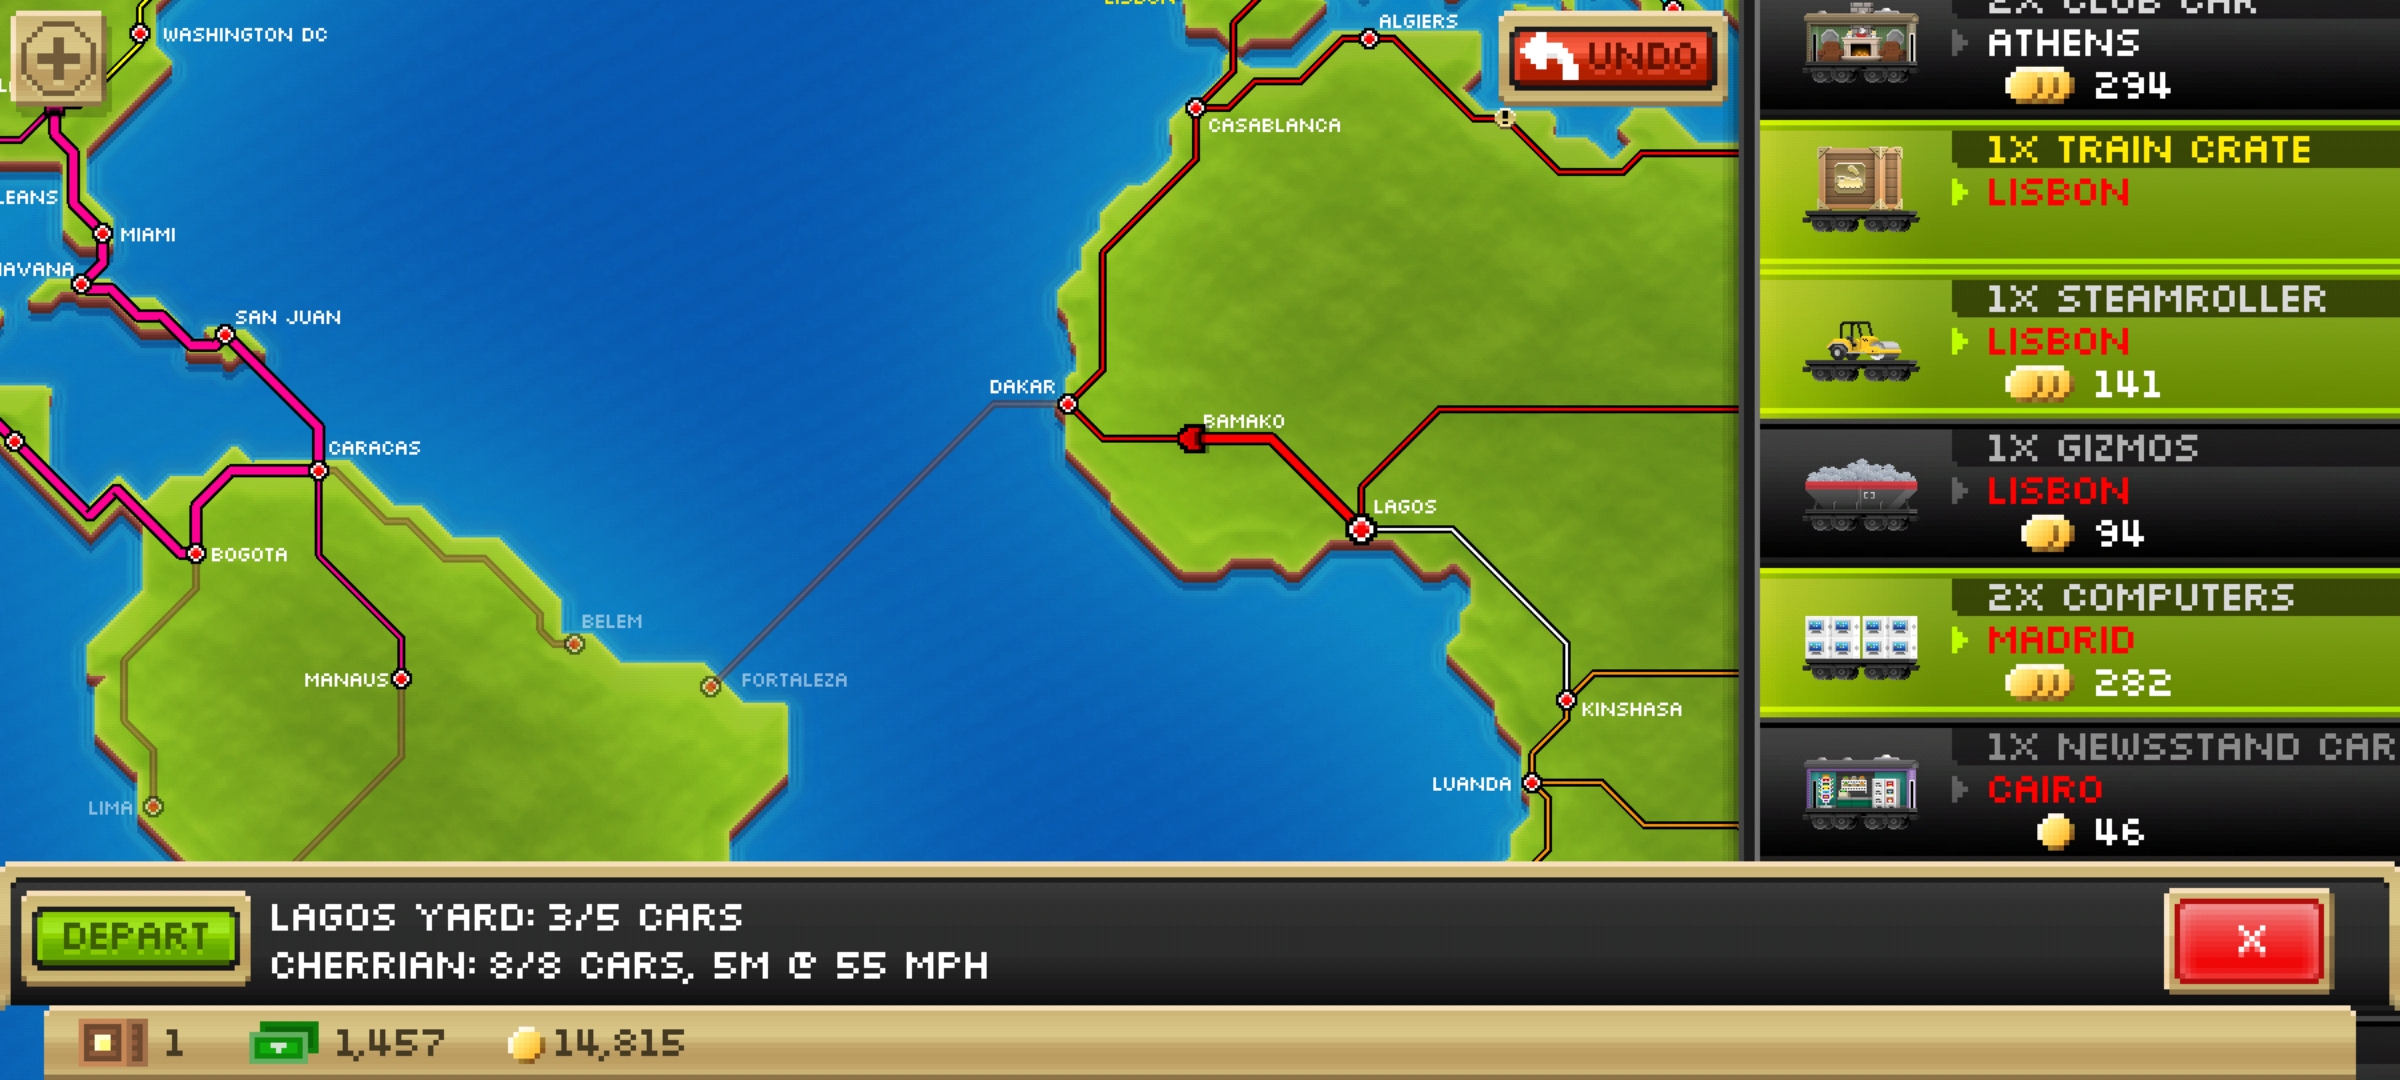 WASHINGTON DC
ALGIERS
UNDO
CASABLANCA
LEANS
MIAMI
HAVANA
SAN JUAN
DAKAR
BAMAKO
CARACAS
LAGOS
BOGOTA
BELEM
MANAUS
FORTALEZA
KINSHASA
LUANDA
LIMA
2X CLUB CAR
ATHENS
294
1X TRAIN CRATE
LISBON
1X STEAMROLLER
LISBON
141
1X GIZMOS
LISBON
94
2X COMPUTERS
MADRID
282
1X NEWSSTAND CAR
CAIRO
46
DEPART
LAGOS YARD: 3/5 CARS
CHERRIAN: 8/8 CARS, 5M @ 55 MPH
X
1
1,457
14,815